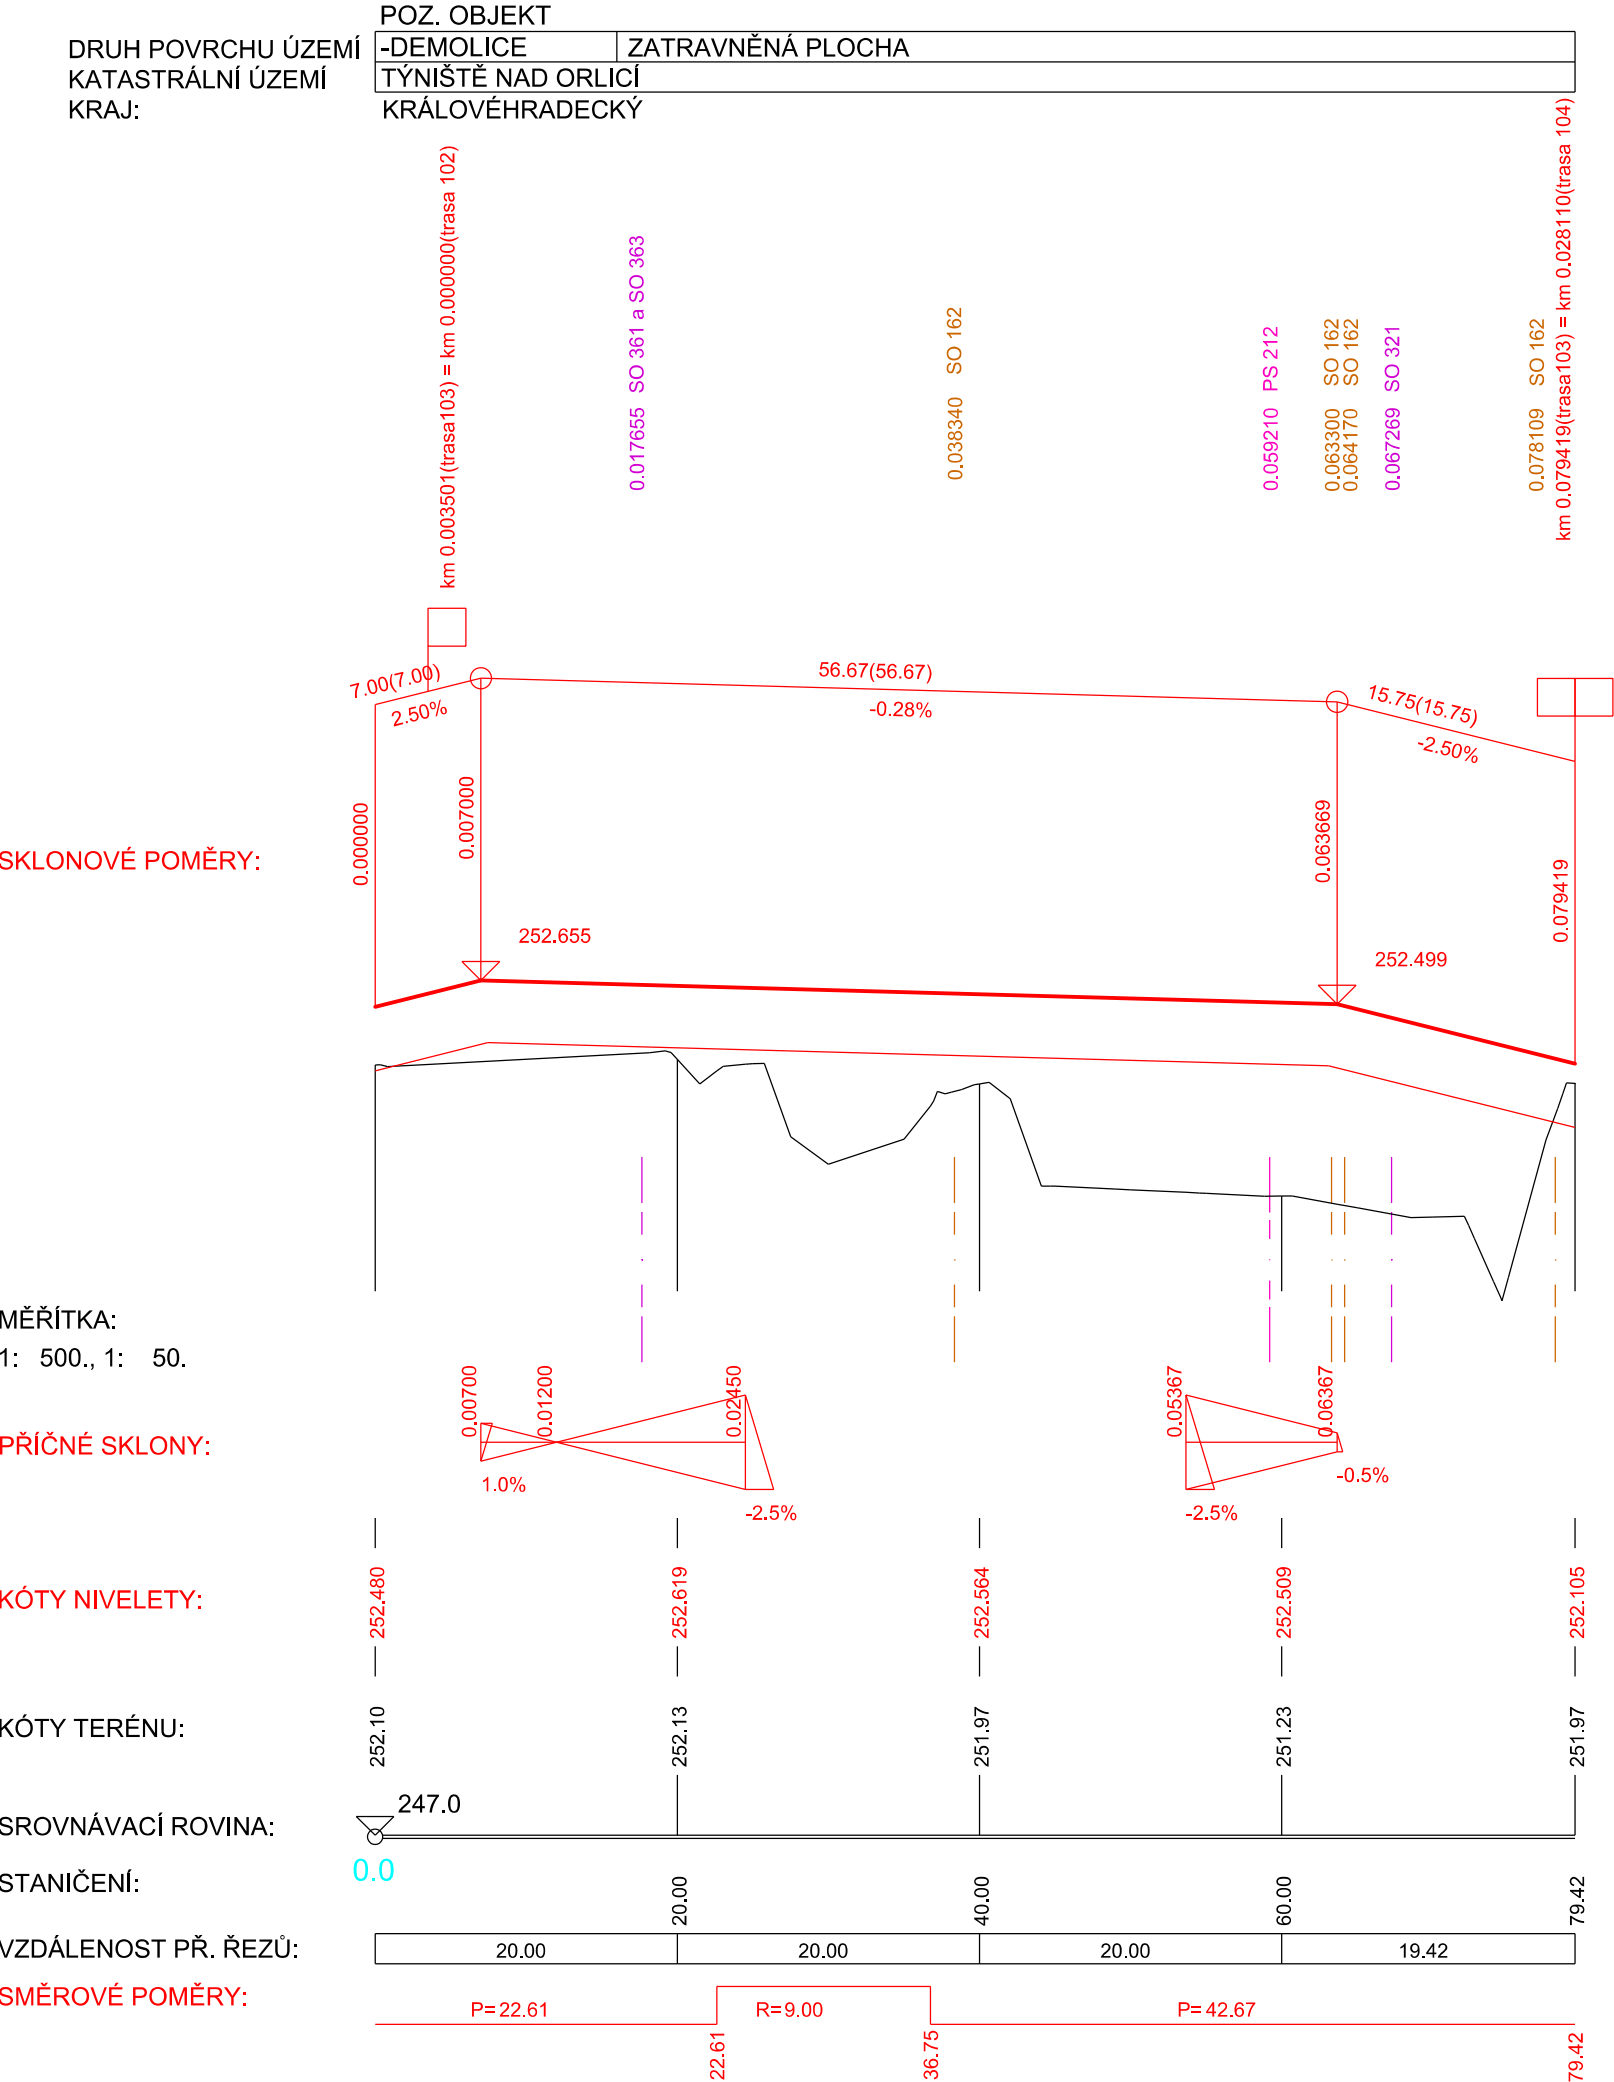 POZ. OBJEKT
DRUH POVRCHU ÚZEMÍ -DEMOLICE ZATRAVNĚNÁ PLOCHA
KATASTRÁLNÍ ÚZEMÍ TÝNIŠTĚ NAD ORLICÍ
KRAJ: KRÁLOVÉHRADECKÝ
km 0.003501(trasa103) = km 0.000000(trasa 102)
0.017655 SO 361 a SO 363
0.038340 SO 162
0.059210 PS 212
0.063300 SO 162
0.064170 SO 162
0.067269 SO 321
0.078109 SO 162
km 0.079419(trasa103) = km 0.028110(trasa 104)
7.00(7.00)
2.50%
56.67(56.67)
-0.28%
15.75(15.75)
-2.50%
SKLONOVÉ POMĚRY:
0.000000
0.007000
0.063669
0.079419
252.655
252.499
MĚŘÍTKA:
1: 500., 1: 50.
PŘÍČNÉ SKLONY:
0.00700
0.01200
0.02450
0.05367
0.06367
1.0%
-2.5%
-2.5%
-0.5%
KÓTY NIVELETY:
252.480
252.619
252.564
252.509
252.105
KÓTY TERÉNU:
252.10
252.13
251.97
251.23
251.97
SROVNÁVACÍ ROVINA: 247.0
0.0
STANIČENÍ:
20.00
40.00
60.00
79.42
VZDÁLENOST PŘ. ŘEZŮ: 20.00 20.00 20.00 19.42
SMĚROVÉ POMĚRY: P=22.61 R=9.00 P=42.67
22.61
36.75
79.42